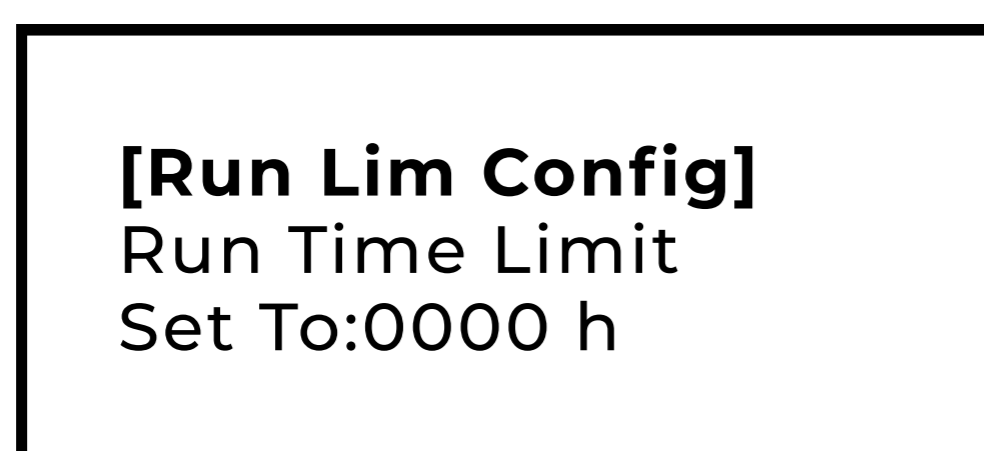 [Run Lim Config]
Run Time Limit
Set To:0000 h